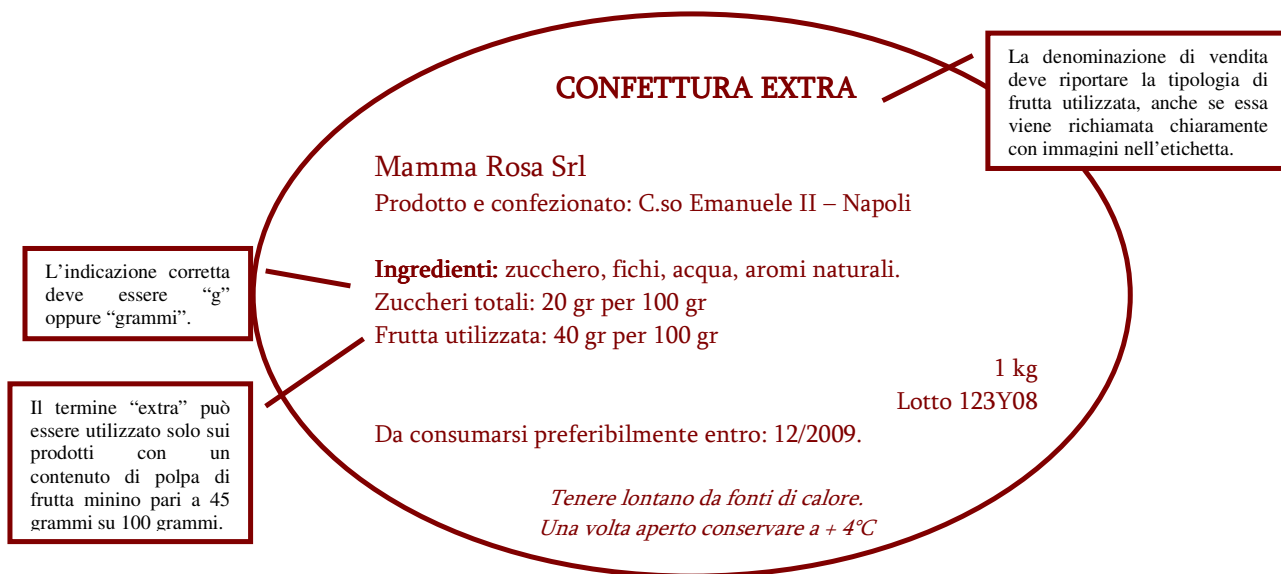 CONFETTURA EXTRA
La denominazione di vendita
deve riportare la tipologia di
frutta utilizzata, anche se essa
viene richiamata chiaramente
con immagini nell'etichetta.
Mamma Rosa Srl
Prodotto e confezionato: C.so Emanuele II – Napoli
L'indicazione corretta
deve essere "g"
oppure "grammi".
Ingredienti: zucchero, fichi, acqua, aromi naturali.
Zuccheri totali: 20 gr per 100 gr
Frutta utilizzata: 40 gr per 100 gr
1 kg
Lotto 123Y08
Il termine "extra" può
essere utilizzato solo sui
prodotti con un
contenuto di polpa di
frutta minino pari a 45
grammi su 100 grammi.
Da consumarsi preferibilmente entro: 12/2009.
Tenere lontano da fonti di calore.
Una volta aperto conservare a + 4°C